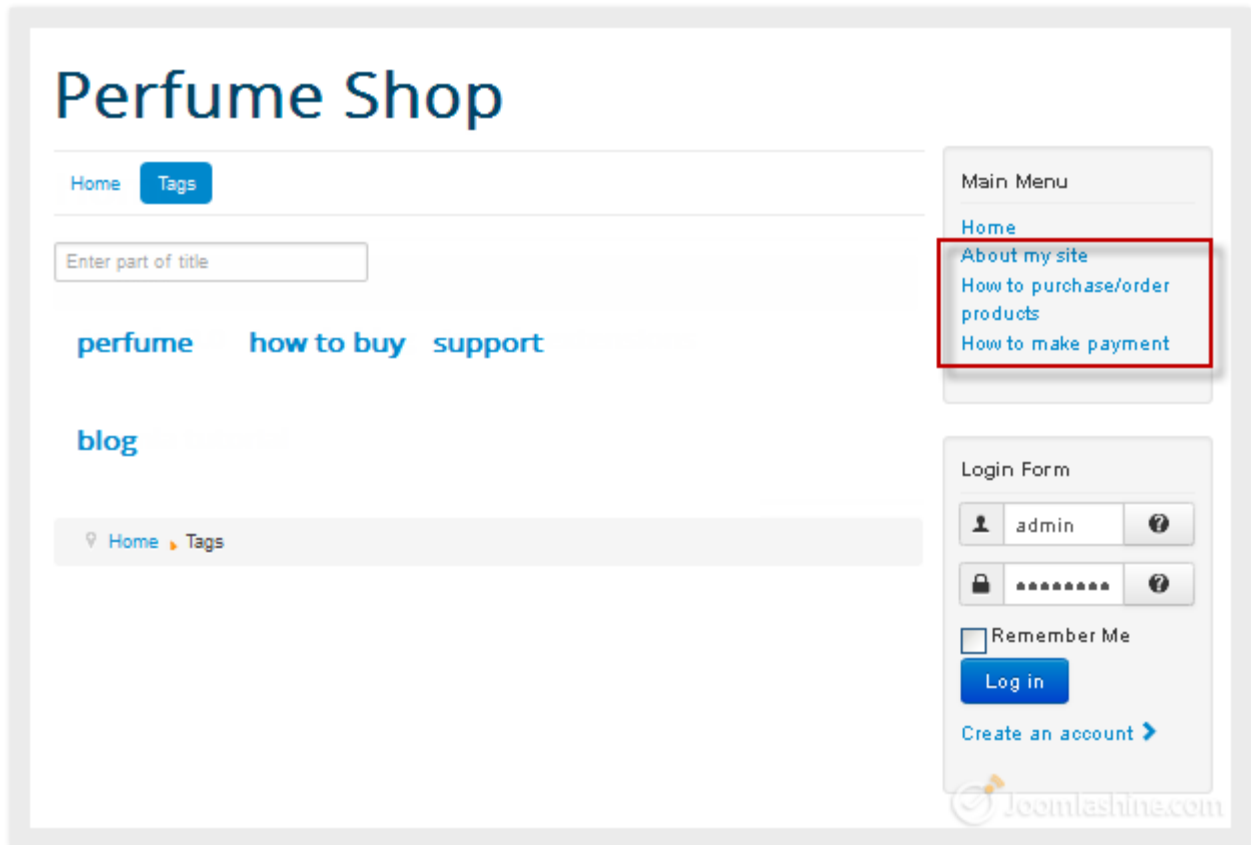 Perfume Shop
Home Tags
Enter part of title
perfume how to buy support
blog
Home Tags
Main Menu
Home
About my site
How to purchase/order
products
How to make payment
Login Form
admin
Remember Me
Log in
Create an account
Joomlashine.com